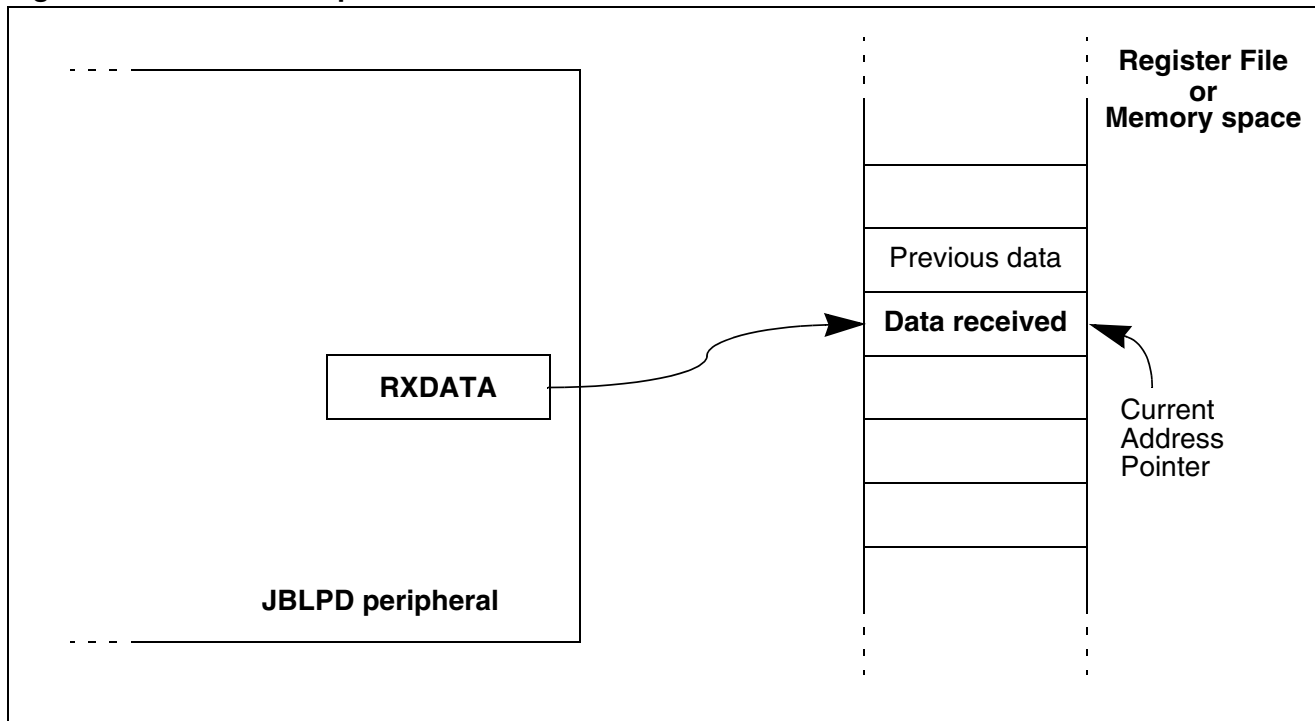 Register File
or
Memory space
Previous data
Data received
RXDATA
Current
Address
Pointer
JBLPD peripheral